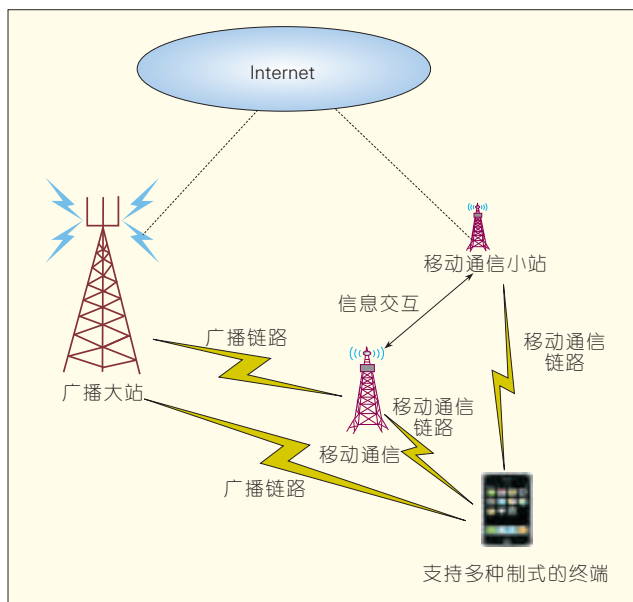 Internet
移动通信小站
信息交互
广播链路
移动通信
链路
广播大站
移动通信
链路
移动通信
广播链路
支持多种制式的终端